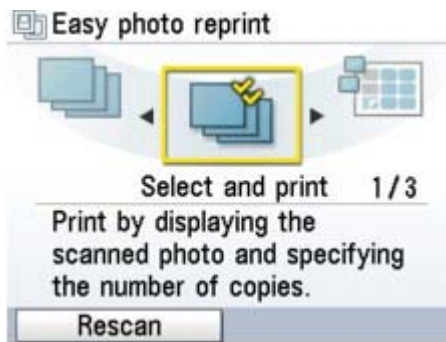 Easy photo reprint
Select and print 1/3
Print by displaying the
scanned photo and specifying
the number of copies.
Rescan